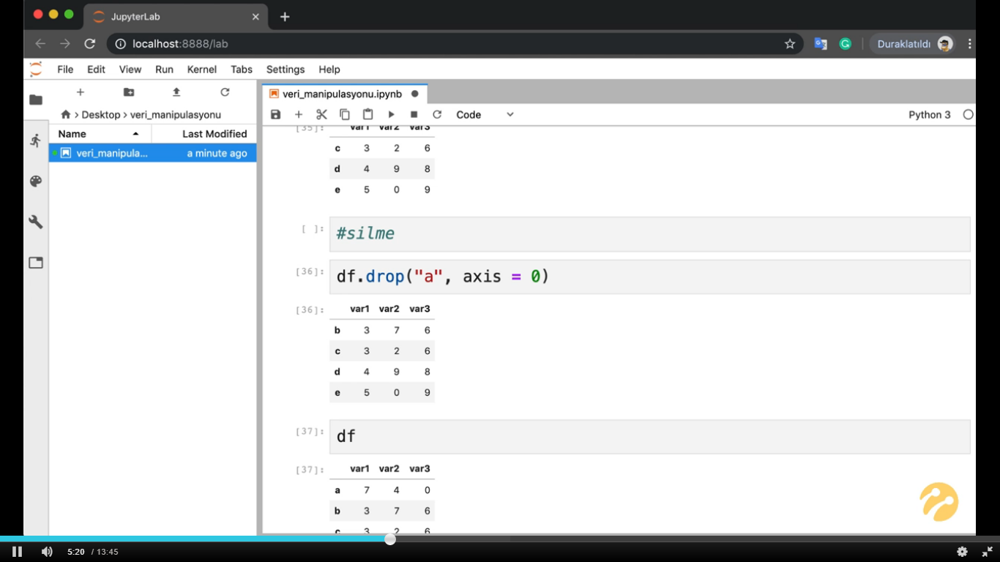 JupyterLab
localhost:8888/lab
Duraklatıldı
File Edit View Run Kernel Tabs Settings Help
Desktop > veri_manipulasyonu
Name Last Modified
veri_manipula... a minute ago
veri_manipulasyonu.ipynb
Code Python 3
[35]: var1 var2 var3
c 3 2 6
d 4 9 8
e 5 0 9
[ ]: #silme
[36]: df.drop("a", axis = 0)
[36]: var1 var2 var3
b 3 7 6
c 3 2 6
d 4 9 8
e 5 0 9
[37]: df
[37]: var1 var2 var3
a 7 4 0
b 3 7 6
c 3 2 6
5:20 / 13:45